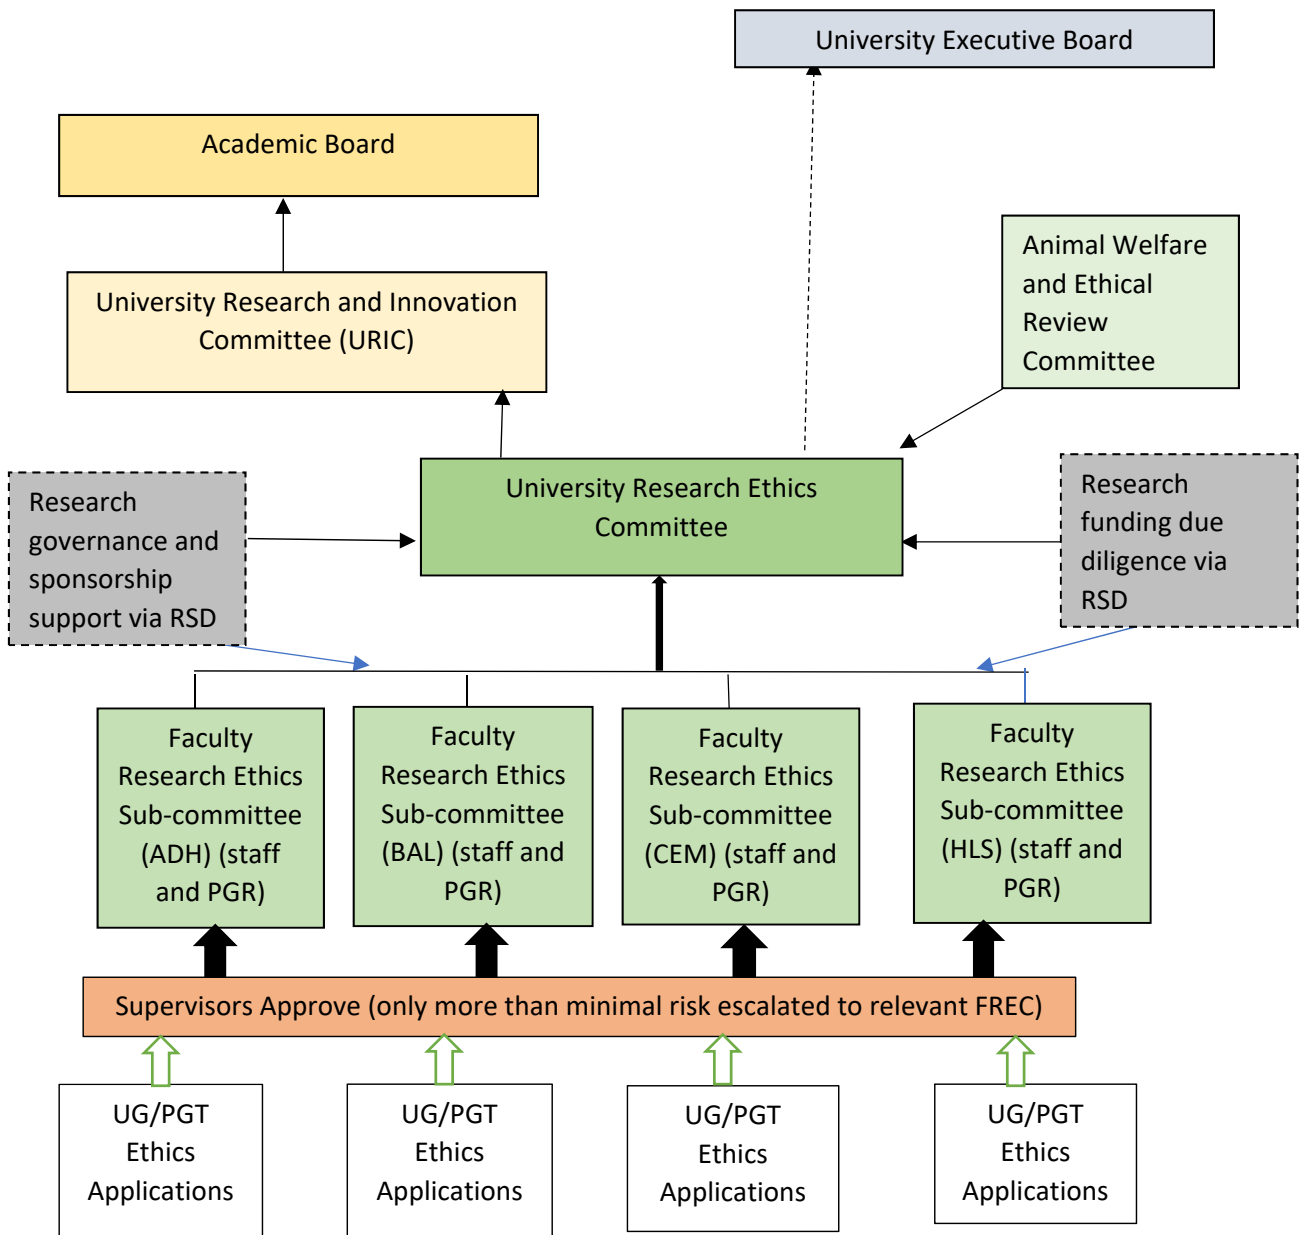 University Executive Board
Academic Board
Animal Welfare
and Ethical
Review
Committee
University Research and Innovation
Committee (URIC)
University Research Ethics
Committee
Research
governance and
sponsorship
support via RSD
Research
funding due
diligence via
RSD
Faculty
Research Ethics
Sub-committee
(ADH) (staff
and PGR)
Faculty
Research Ethics
Sub-committee
(BAL) (staff and
PGR)
Faculty
Research Ethics
Sub-committee
(CEM) (staff and
PGR)
Faculty
Research Ethics
Sub-committee
(HLS) (staff and
PGR)
Supervisors Approve (only more than minimal risk escalated to relevant FREC)
UG/PGT
Ethics
Applications
UG/PGT
Ethics
Applications
UG/PGT
Ethics
Applications
UG/PGT
Ethics
Applications